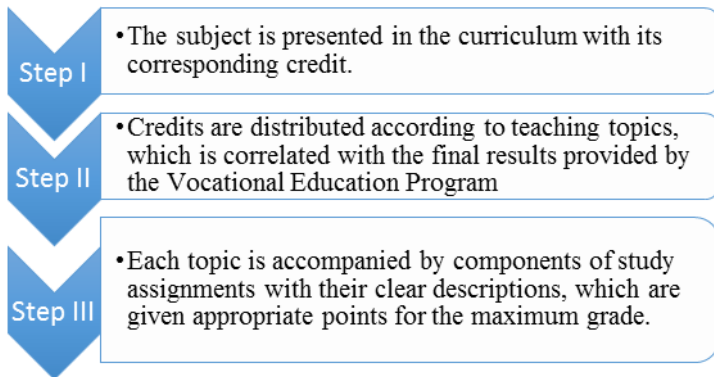 Step I
•The subject is presented in the curriculum with its
corresponding credit.
Step II
•Credits are distributed according to teaching topics,
which is correlated with the final results provided by
the Vocational Education Program
Step III
•Each topic is accompanied by components of study
assignments with their clear descriptions, which are
given appropriate points for the maximum grade.